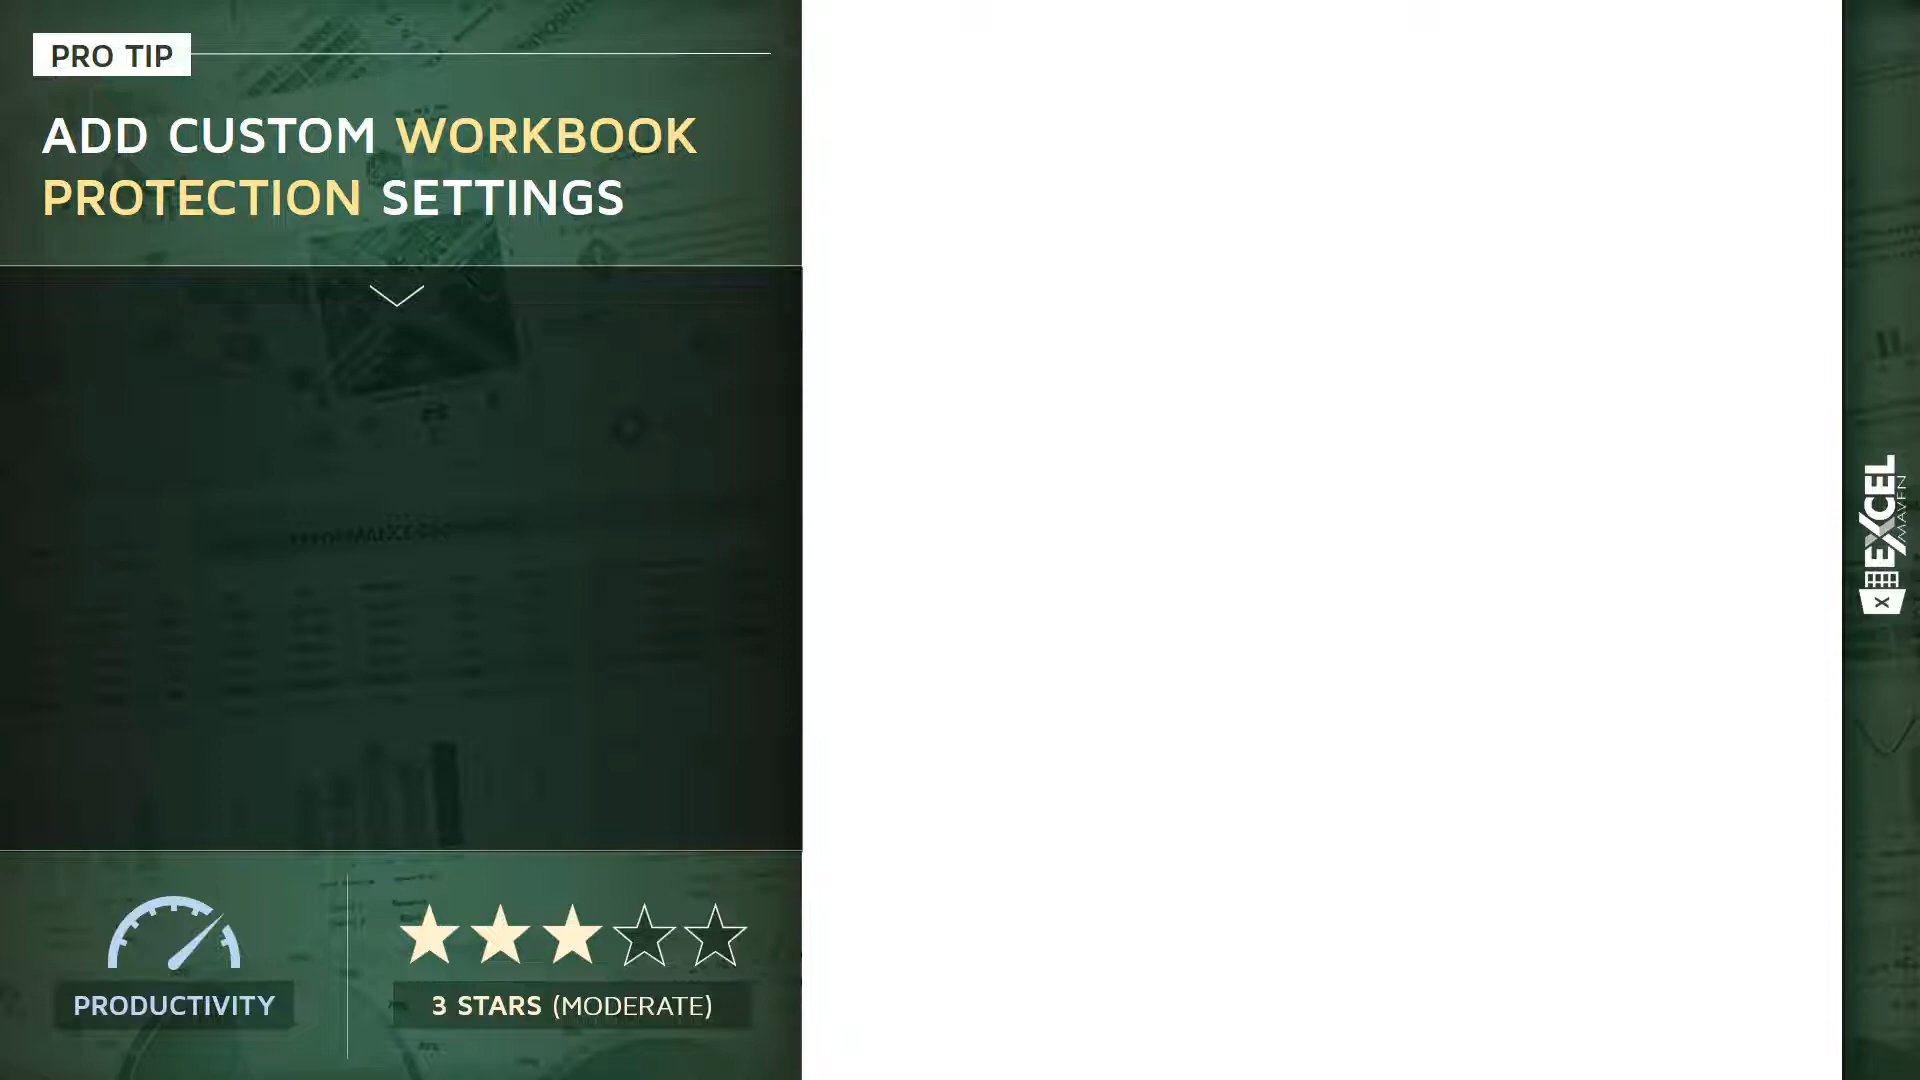 PRO TIP
ADD CUSTOM WORKBOOK
PROTECTION SETTINGS
PRODUCTIVITY
3 STARS (MODERATE)
X
EXCEL
MAVEN